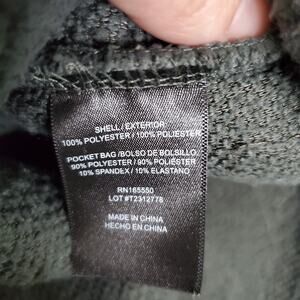 SHELL / EXTERIOR
100% POLYESTER / 100% POLIÉSTER
POCKET BAG / BOLSO DE BOLSILLO
90% POLYESTER / 90% POLIÉSTER
10% SPANDEX / 10% ELASTANO
RN165550
LOT #T2312778
MADE IN CHINA
HECHO EN CHINA